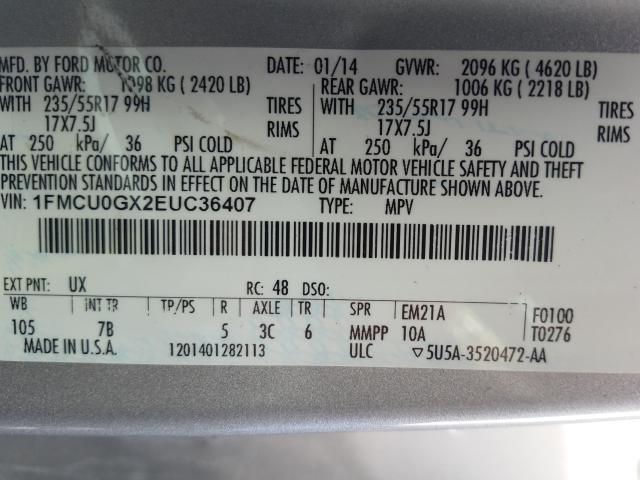 MFD. BY FORD MOTOR CO. DATE: 01/14 GVWR: 2096 KG ( 4620 LB)
FRONT GAWR: 1098 KG ( 2420 LB) REAR GAWR: 1006 KG ( 2218 LB)
WITH 235/55R17 99H TIRES WITH 235/55R17 99H TIRES
17X7.5J RIMS 17X7.5J RIMS
AT 250 kPa/ 36 PSI COLD AT 250 kPa/ 36 PSI COLD
THIS VEHICLE CONFORMS TO ALL APPLICABLE FEDERAL MOTOR VEHICLE SAFETY AND THEFT
PREVENTION STANDARDS IN EFFECT ON THE DATE OF MANUFACTURE SHOWN ABOVE.
VIN: 1FMCU0GX2EUC36407 TYPE: MPV
EXT PNT: UX RC: 48 DSO:
WB INT TR TP/PS R AXLE TR SPR EM21A F0100
105 7B 5 3C 6 MMPP 10A T0276
MADE IN U.S.A. 1201401282113 ULC ▽5U5A-3520472-AA